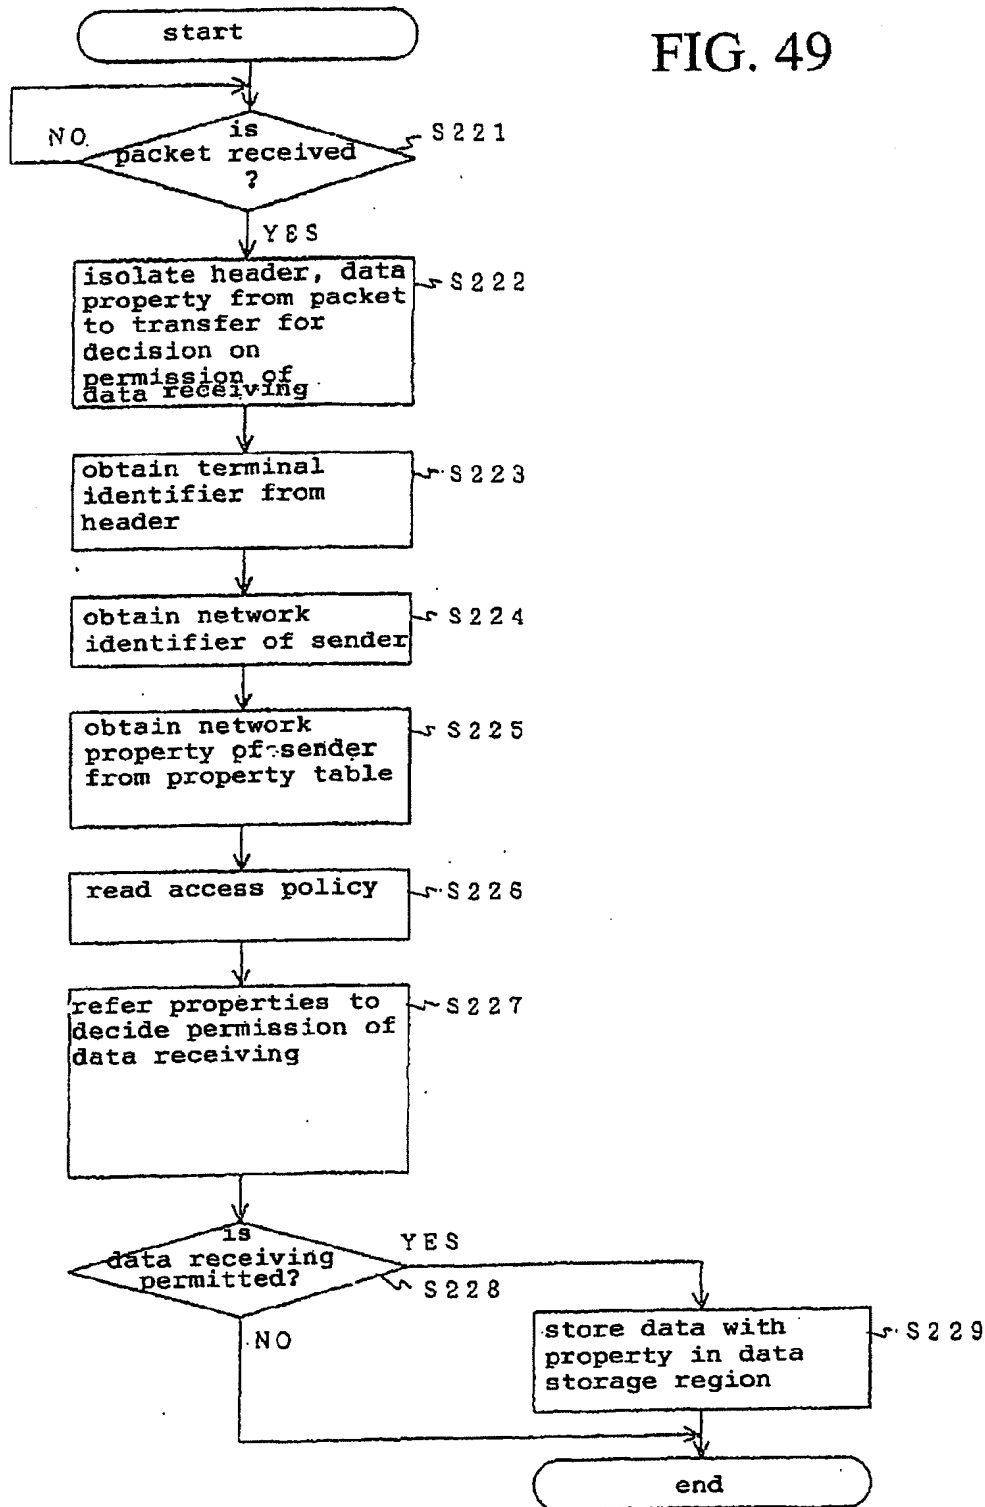 start
FIG. 49
NO
is
packet received
?
S221
YES
isolate header, data
property from packet
to transfer for
decision on
permission of
data receiving
S222
obtain terminal
identifier from
header
S223
obtain network
identifier of sender
S224
obtain network
property of sender
from property table
S225
read access policy
S226
refer properties to
decide permission of
data receiving
S227
is
data receiving
permitted?
YES
S228
NO
store data with
property in data
storage region
S229
end